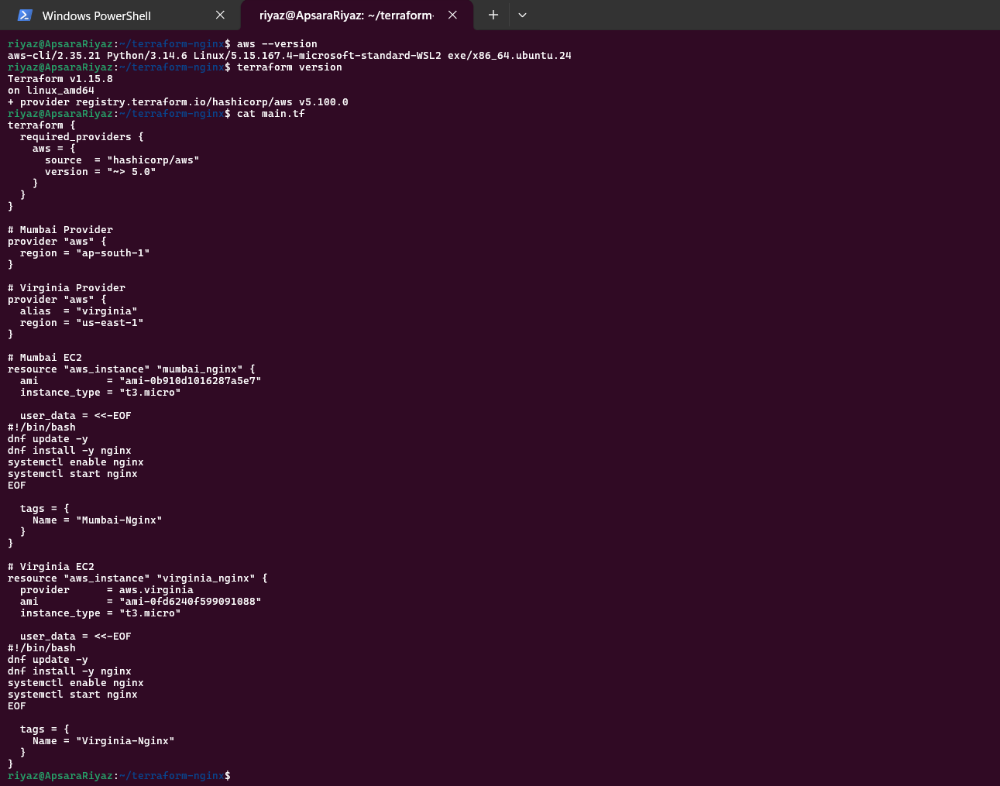 Windows PowerShell
riyaz@ApsaraRiyaz: ~/terraform-
riyaz@ApsaraRiyaz:~/terraform-nginx$ aws --version
aws-cli/2.35.21 Python/3.14.6 Linux/5.15.167.4-microsoft-standard-WSL2 exe/x86_64.ubuntu.24
riyaz@ApsaraRiyaz:~/terraform-nginx$ terraform version
Terraform v1.15.8
on linux_amd64
+ provider registry.terraform.io/hashicorp/aws v5.100.0
riyaz@ApsaraRiyaz:~/terraform-nginx$ cat main.tf
terraform {
  required_providers {
    aws = {
      source  = "hashicorp/aws"
      version = "~> 5.0"
    }
  }
}

# Mumbai Provider
provider "aws" {
  region = "ap-south-1"
}

# Virginia Provider
provider "aws" {
  alias  = "virginia"
  region = "us-east-1"
}

# Mumbai EC2
resource "aws_instance" "mumbai_nginx" {
  ami           = "ami-0b910d1016287a5e7"
  instance_type = "t3.micro"

  user_data = <<-EOF
#!/bin/bash
dnf update -y
dnf install -y nginx
systemctl enable nginx
systemctl start nginx
EOF

  tags = {
    Name = "Mumbai-Nginx"
  }
}

# Virginia EC2
resource "aws_instance" "virginia_nginx" {
  provider      = aws.virginia
  ami           = "ami-0fd6240f599091088"
  instance_type = "t3.micro"

  user_data = <<-EOF
#!/bin/bash
dnf update -y
dnf install -y nginx
systemctl enable nginx
systemctl start nginx
EOF

  tags = {
    Name = "Virginia-Nginx"
  }
}
riyaz@ApsaraRiyaz:~/terraform-nginx$